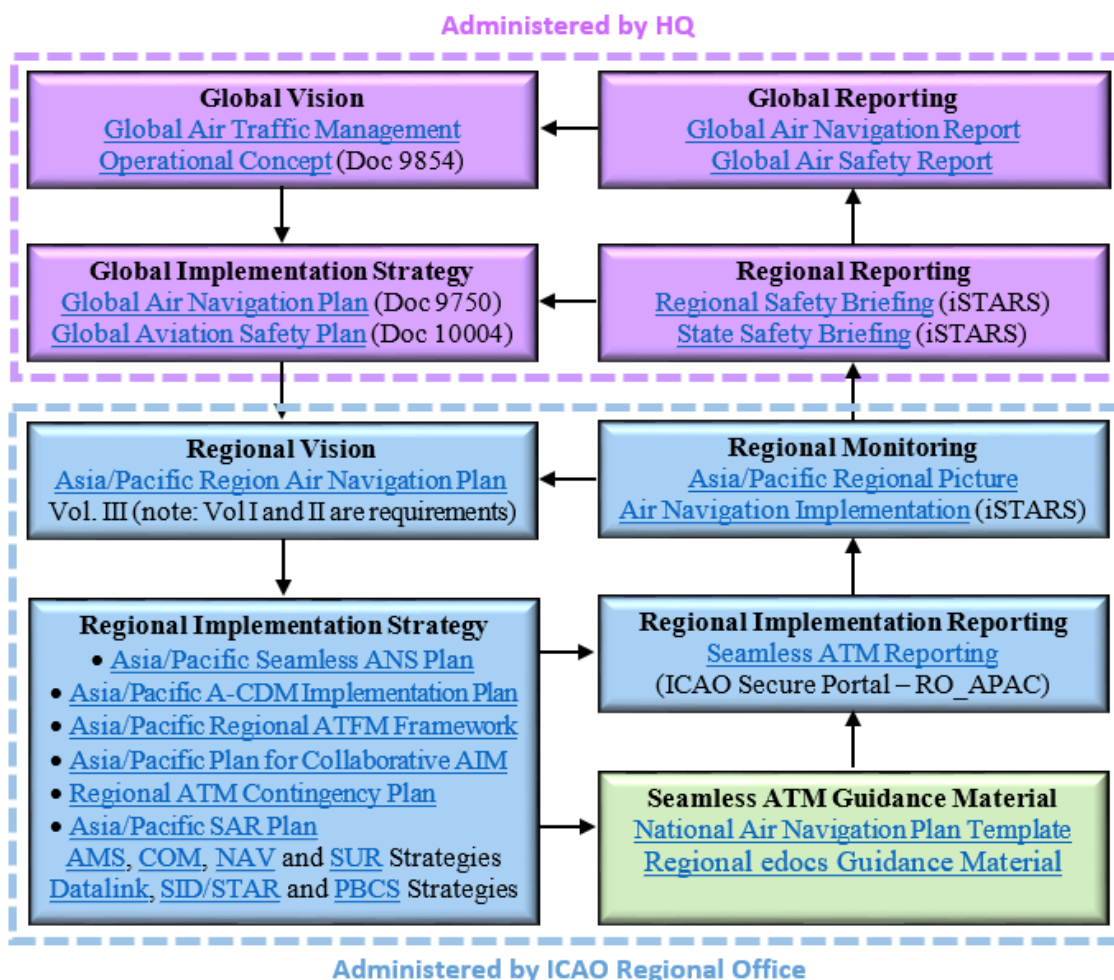 Administered by HQ
Global Vision
Global Air Traffic Management
Operational Concept (Doc 9854)
Global Reporting
Global Air Navigation Report
Global Air Safety Report
Global Implementation Strategy
Global Air Navigation Plan (Doc 9750)
Global Aviation Safety Plan (Doc 10004)
Regional Reporting
Regional Safety Briefing (iSTARS)
State Safety Briefing (iSTARS)
Regional Vision
Asia/Pacific Region Air Navigation Plan
Vol. III (note: Vol I and II are requirements)
Regional Monitoring
Asia/Pacific Regional Picture
Air Navigation Implementation (iSTARS)
Regional Implementation Strategy
• Asia/Pacific Seamless ANS Plan
• Asia/Pacific A-CDM Implementation Plan
• Asia/Pacific Regional ATFM Framework
• Asia/Pacific Plan for Collaborative AIM
• Regional ATM Contingency Plan
• Asia/Pacific SAR Plan
AMS, COM, NAV and SUR Strategies
Datalink, SID/STAR and PBCS Strategies
Regional Implementation Reporting
Seamless ATM Reporting
(ICAO Secure Portal – RO_APAC)
Seamless ATM Guidance Material
National Air Navigation Plan Template
Regional edocs Guidance Material
Administered by ICAO Regional Office